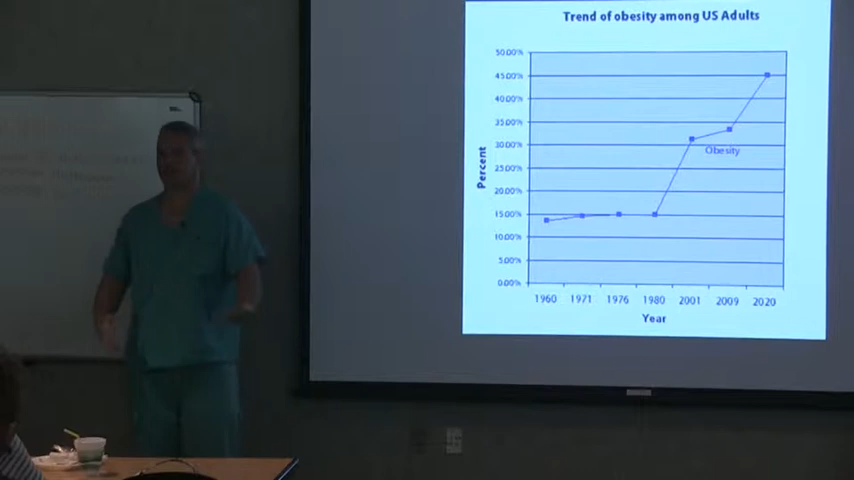 Trend of obesity among US Adults
50.00%
45.00%
40.00%
35.00%
30.00%
25.00%
20.00%
15.00%
10.00%
5.00%
0.00%
Percent
Obesity
1960 1971 1976 1980 2001 2009 2020
Year